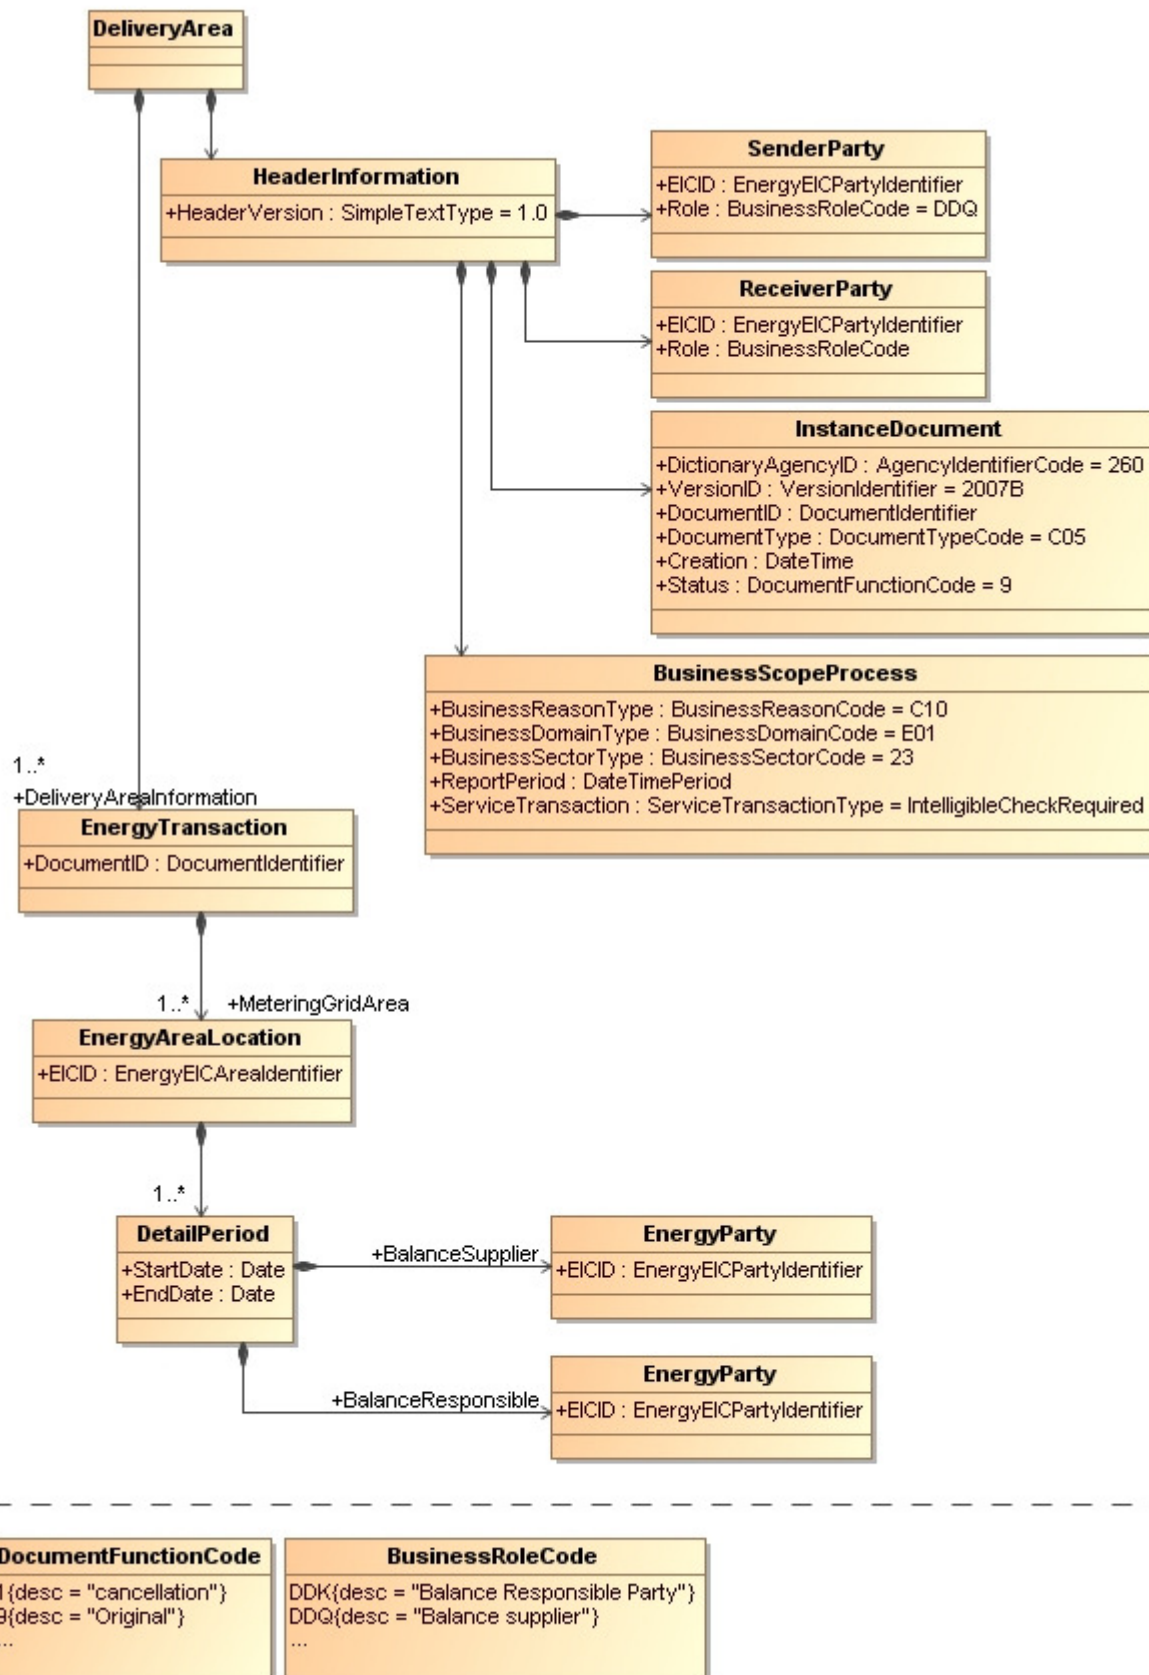 DeliveryArea
HeaderInformation
+HeaderVersion : SimpleTextType = 1.0
SenderParty
+EICID : EnergyEICPartyIdentifier
+Role : BusinessRoleCode = DDQ
ReceiverParty
+EICID : EnergyEICPartyIdentifier
+Role : BusinessRoleCode
InstanceDocument
+DictionaryAgencyID : AgencyIdentifierCode = 260
+VersionID : VersionIdentifier = 2007B
+DocumentID : DocumentIdentifier
+DocumentType : DocumentTypeCode = C05
+Creation : DateTime
+Status : DocumentFunctionCode = 9
BusinessScopeProcess
+BusinessReasonType : BusinessReasonCode = C10
+BusinessDomainType : BusinessDomainCode = E01
+BusinessSectorType : BusinessSectorCode = 23
+ReportPeriod : DateTimePeriod
+ServiceTransaction : ServiceTransactionType = IntelligibleCheckRequired
1..*
+DeliveryAreaInformation
EnergyTransaction
+DocumentID : DocumentIdentifier
1..*
+MeteringGridArea
EnergyAreaLocation
+EICID : EnergyEICAreaIdentifier
1..*
DetailPeriod
+StartDate : Date
+EndDate : Date
+BalanceSupplier
EnergyParty
+EICID : EnergyEICPartyIdentifier
+BalanceResponsible
EnergyParty
+EICID : EnergyEICPartyIdentifier
DocumentFunctionCode
1{desc = "cancellation"}
9{desc = "Original"}
...
BusinessRoleCode
DDK{desc = "Balance Responsible Party"}
DDQ{desc = "Balance supplier"}
...